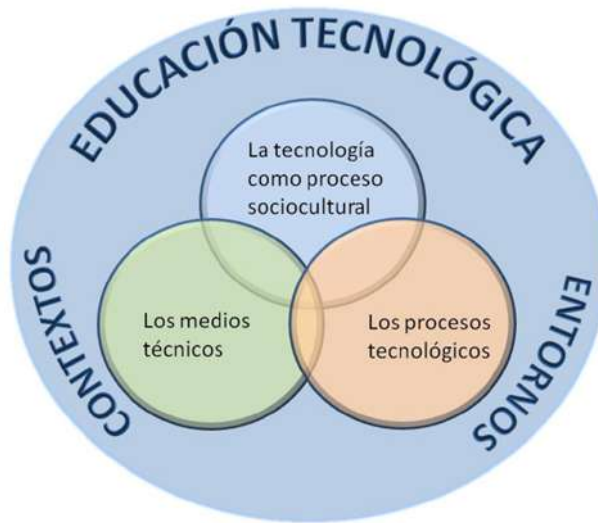 EDUCACIÓN TECNOLÓGICA
La tecnología
como proceso
sociocultural
Los medios
técnicos
Los procesos
tecnológicos
CONTEXTOS
ENTORNOS